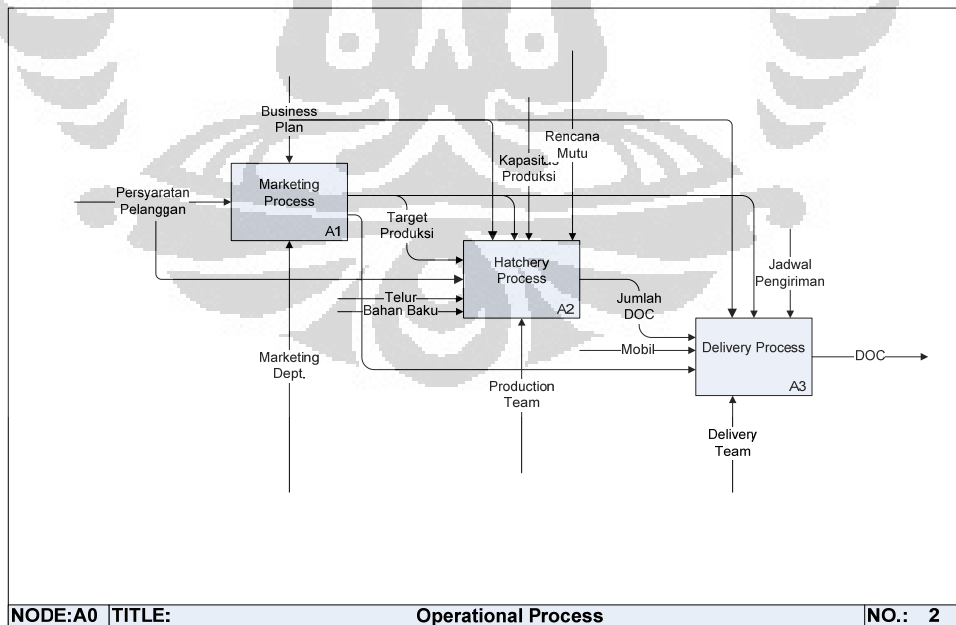 Business
Plan
Rencana
Mutu
Kapasitas
Produksi
Persyaratan
Pelanggan
Marketing
Process
A1
Target
Produksi
Hatchery
Process
A2
Jadwal
Pengiriman
Telur
Bahan Baku
Jumlah
DOC
Mobil
Delivery Process
A3
DOC
Marketing
Dept.
Production
Team
Delivery
Team
NODE:A0 TITLE: Operational Process NO.: 2